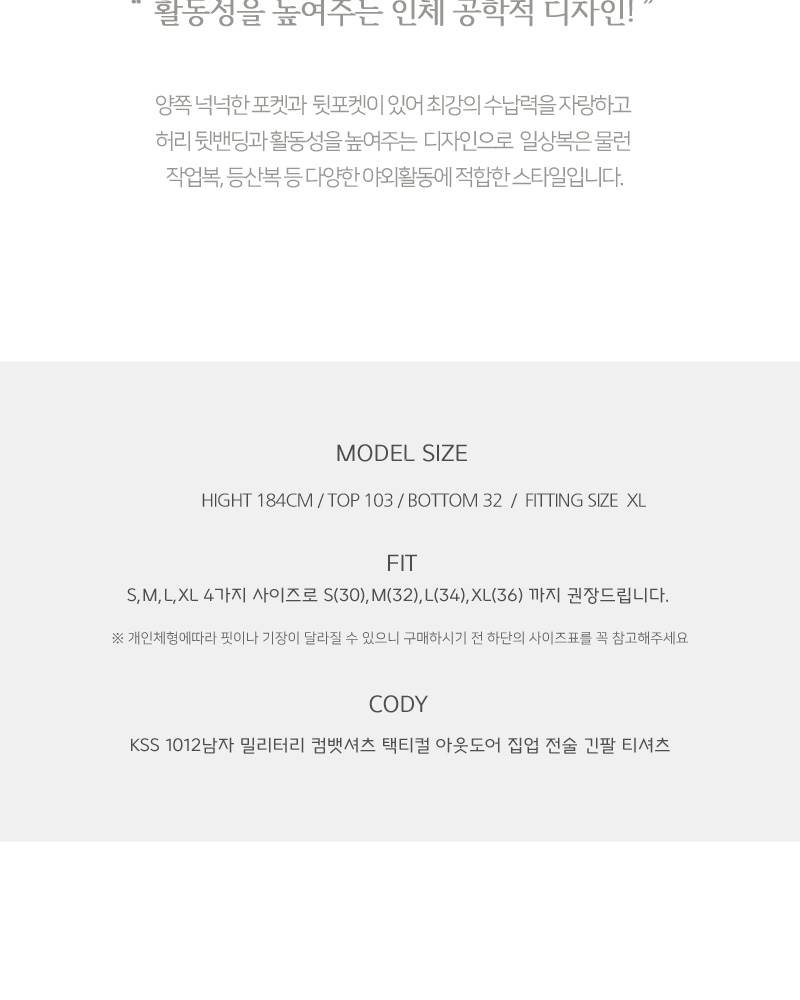 “ 활동성을 높여주는 인체 공학적 디자인! ”
양쪽 넉넉한 포켓과 뒷포켓이 있어 최강의 수납력을 자랑하고
허리 뒷밴딩과 활동성을 높여주는 디자인으로 일상복은 물런
작업복, 등산복 등 다양한 야외활동에 적합한 스타일입니다.
MODEL SIZE
HIGHT 184CM / TOP 103 / BOTTOM 32 / FITTING SIZE XL
FIT
S,M,L,XL 4가지 사이즈로 S(30),M(32),L(34),XL(36) 까지 권장드립니다.
※ 개인체형에따라 핏이나 기장이 달라질 수 있으니 구매하시기 전 하단의 사이즈표를 꼭 참고해주세요
CODY
KSS 1012남자 밀리터리 컴뱃셔츠 택티컬 아웃도어 집업 전술 긴팔 티셔츠